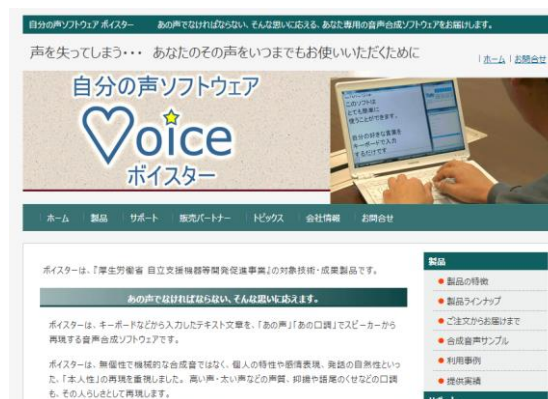 自分の声ソフトウェア ボイスター　　あの声でなければならない、そんな思いに応える、あなた専用の音声合成ソフトウェアをお届けします。
声を失ってしまう・・・　あなたのその声をいつまでもお使いいただくために
| ホーム | お問合せ
自分の声ソフトウェア
Voice
ボイスター
このソフトは
とても簡単に
使うことができます。
自分の好きな言葉を
キーボードで入力
するだけです
ホーム　製品　サポート　販売パートナー　トピックス　会社情報　お問合せ
ボイスターは、『厚生労働省 自立支援機器等開発促進事業』の対象技術・成果製品です。
あの声でなければならない、そんな思いに応えます。
ボイスターは、キーボードなどから入力したテキスト文章を、「あの声」「あの口調」でスピーカーから
再現する音声合成ソフトウェアです。
ボイスターは、無個性で機械的な合成音ではなく、個人の特性や感情表現、発話の自然性といっ
た、「本人性」の再現を重視しました。高い声・太い声などの声質、抑揚や語尾のくせなどの口調
も、その人らしさとして再現します。
製品
製品の特徴
製品ラインナップ
ご注文からお届けまで
合成音声サンプル
利用事例
提供実績
サポート